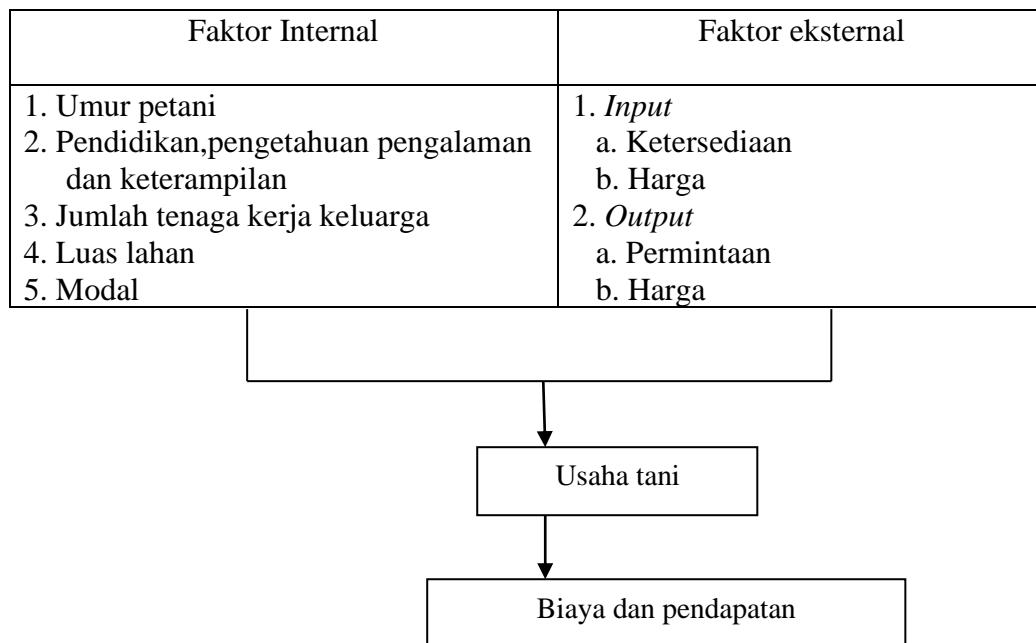 Faktor Internal
Faktor eksternal
1. Umur petani
2. Pendidikan,pengetahuan pengalaman
dan keterampilan
3. Jumlah tenaga kerja keluarga
4. Luas lahan
5. Modal
1. Input
a. Ketersediaan
b. Harga
2. Output
a. Permintaan
b. Harga
Usaha tani
Biaya dan pendapatan